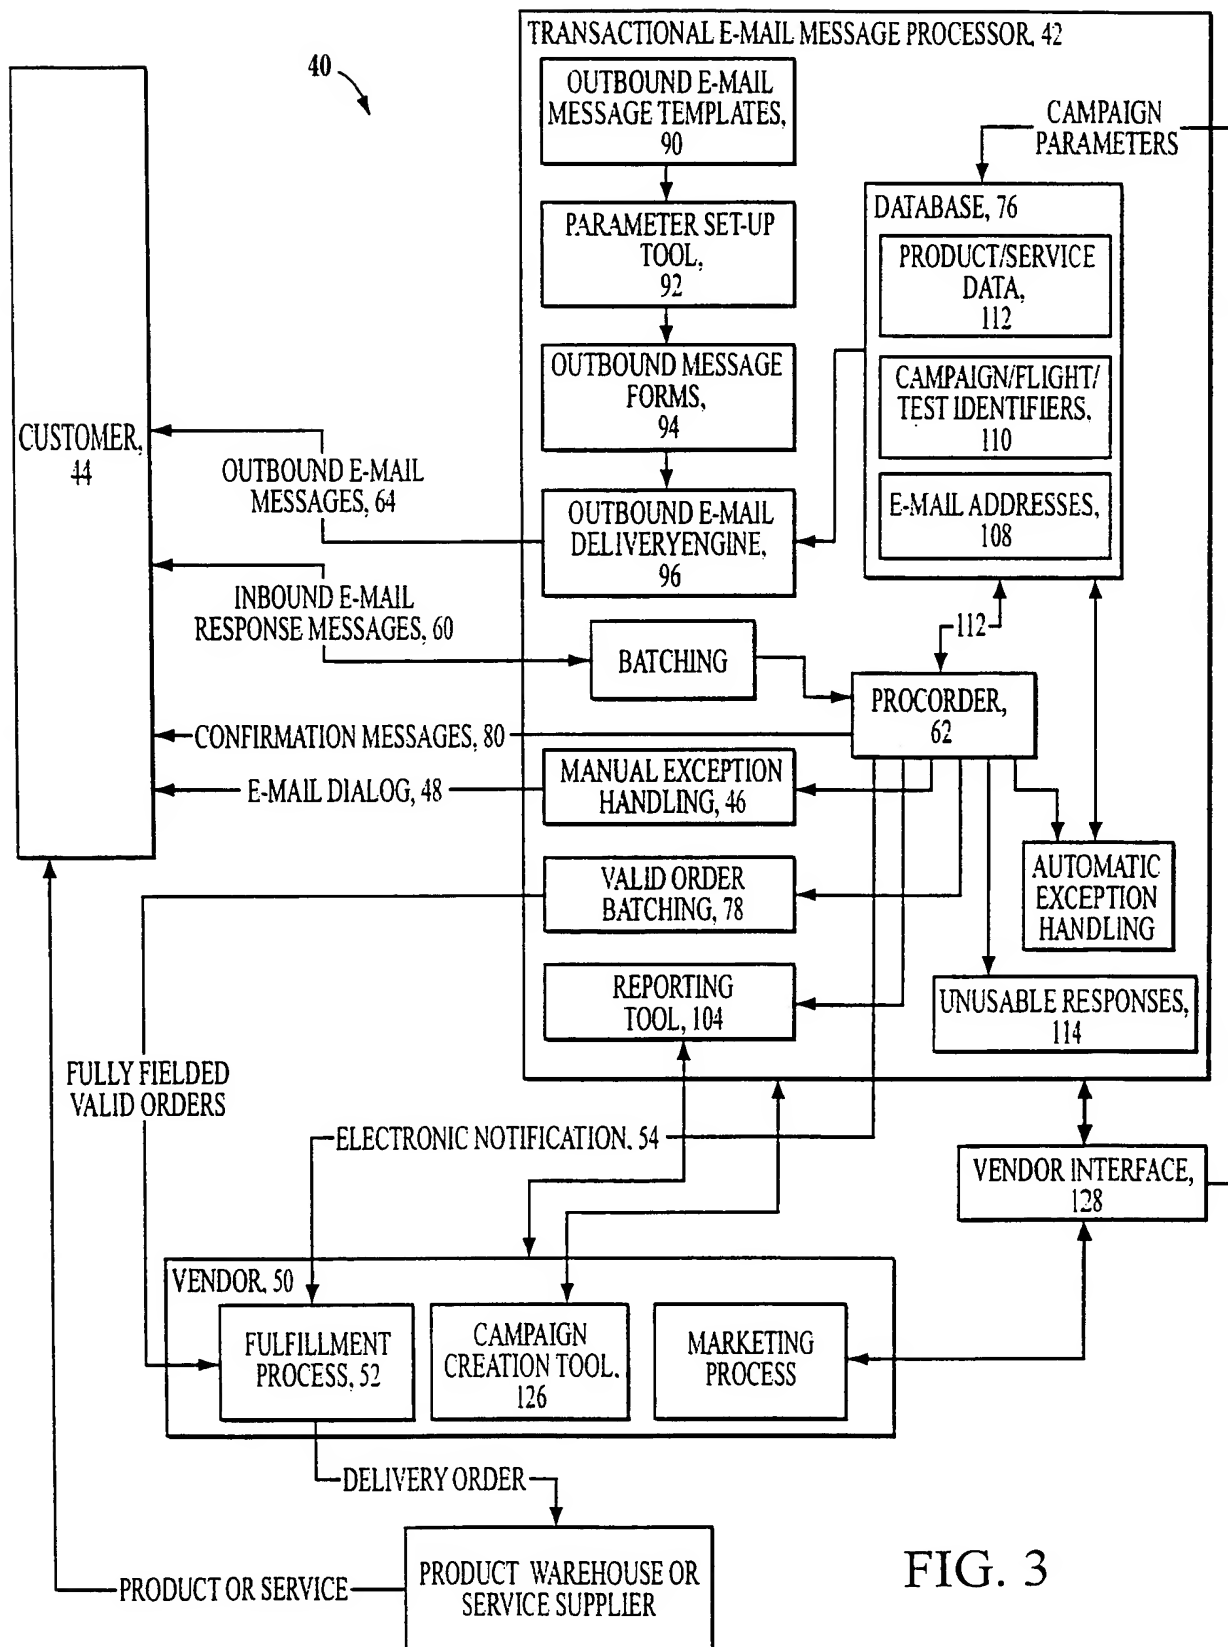 TRANSACTIONAL E-MAIL MESSAGE PROCESSOR, 42
40
OUTBOUND E-MAIL
MESSAGE TEMPLATES,
90
CAMPAIGN
PARAMETERS
DATABASE, 76
PARAMETER SET-UP
TOOL,
92
PRODUCT/SERVICE
DATA,
112
OUTBOUND MESSAGE
FORMS,
94
CAMPAIGN/FLIGHT/
TEST IDENTIFIERS,
110
CUSTOMER,
44
OUTBOUND E-MAIL
MESSAGES, 64
OUTBOUND E-MAIL
DELIVERYENGINE,
96
E-MAIL ADDRESSES,
108
INBOUND E-MAIL
RESPONSE MESSAGES, 60
BATCHING
112
PROCORDER,
62
CONFIRMATION MESSAGES, 80
E-MAIL DIALOG, 48
MANUAL EXCEPTION
HANDLING, 46
VALID ORDER
BATCHING, 78
AUTOMATIC
EXCEPTION
HANDLING
REPORTING
TOOL, 104
UNUSABLE RESPONSES,
114
FULLY FIELDED
VALID ORDERS
ELECTRONIC NOTIFICATION, 54
VENDOR INTERFACE,
128
VENDOR, 50
FULFILLMENT
PROCESS, 52
CAMPAIGN
CREATION TOOL,
126
MARKETING
PROCESS
DELIVERY ORDER
PRODUCT OR SERVICE
PRODUCT WAREHOUSE OR
SERVICE SUPPLIER
FIG. 3